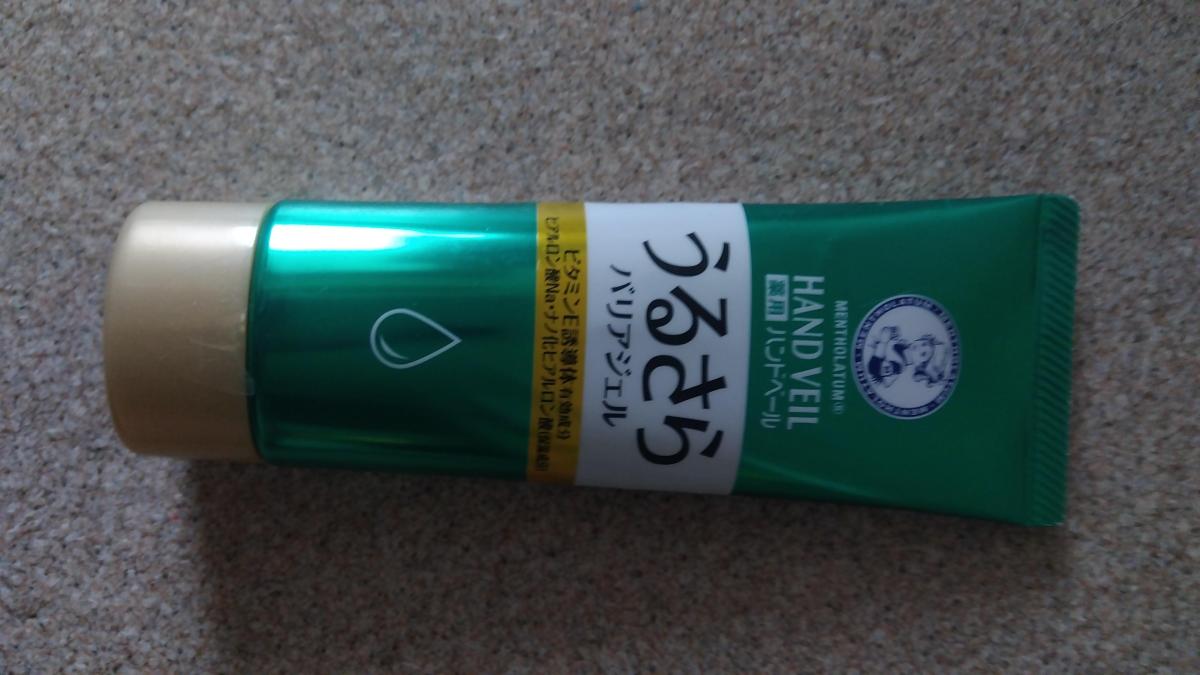 MENTHOLATUM®
HAND VEIL
薬用 ハンドベール
うるさら
バリアジェル
ビタミンE誘導体 有効成分
ヒアルロン酸Na・ナノ化ヒアルロン酸(保湿成分)